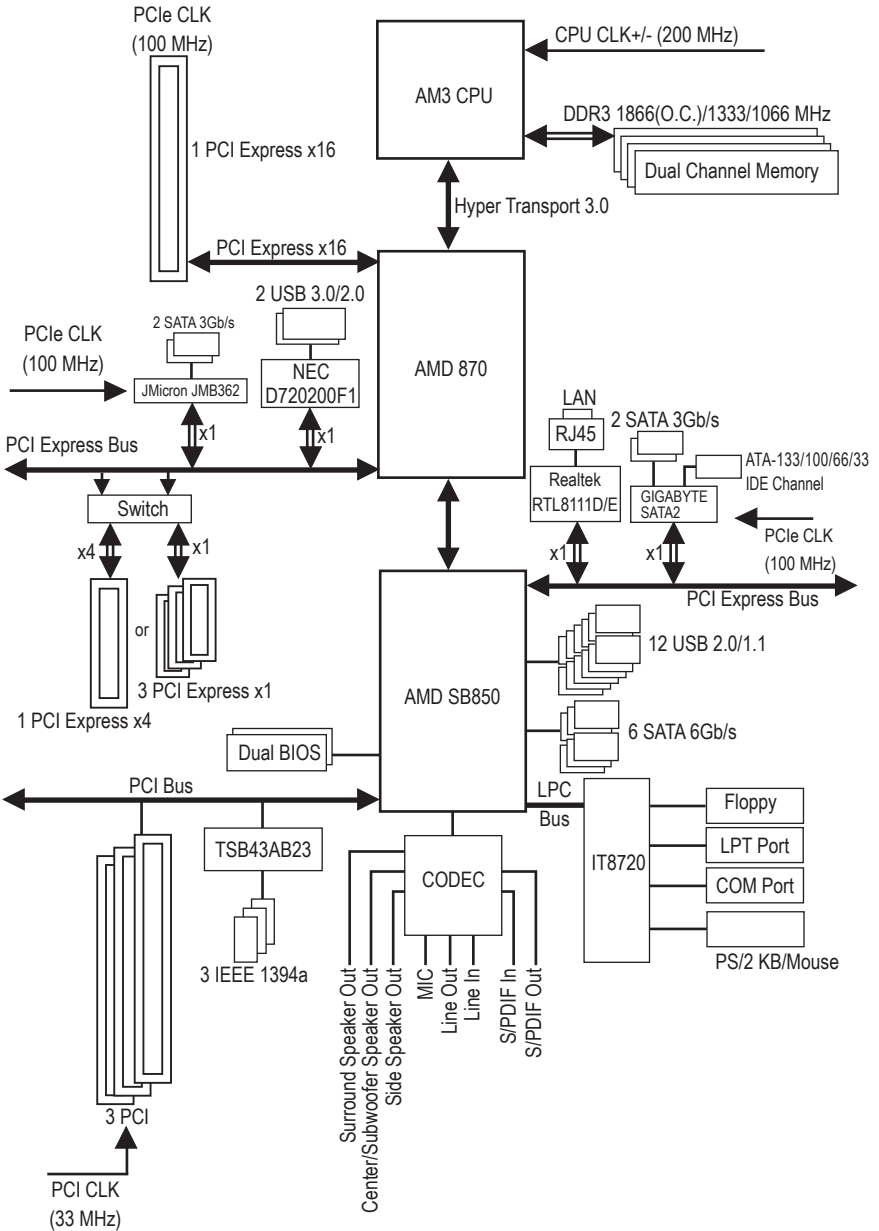 PCIe CLK
(100 MHz)
1 PCI Express x16
AM3 CPU
CPU CLK+/- (200 MHz)
DDR3 1866(O.C.)/1333/1066 MHz
Dual Channel Memory
Hyper Transport 3.0
PCI Express x16
2 USB 3.0/2.0
2 SATA 3Gb/s
PCIe CLK
(100 MHz)
JMicron JMB362
NEC
D720200F1
AMD 870
x1
x1
PCI Express Bus
Switch
x4
x1
or
3 PCI Express x1
1 PCI Express x4
LAN
RJ45
Realtek
RTL8111D/E
2 SATA 3Gb/s
ATA-133/100/66/33
IDE Channel
GIGABYTE
SATA2
PCIe CLK
(100 MHz)
x1
x1
PCI Express Bus
AMD SB850
12 USB 2.0/1.1
6 SATA 6Gb/s
Dual BIOS
PCI Bus
LPC
Bus
TSB43AB23
3 IEEE 1394a
CODEC
IT8720
Floppy
LPT Port
COM Port
PS/2 KB/Mouse
Surround Speaker Out
Center/Subwoofer Speaker Out
Side Speaker Out
MIC
Line Out
Line In
S/PDIF In
S/PDIF Out
3 PCI
PCI CLK
(33 MHz)